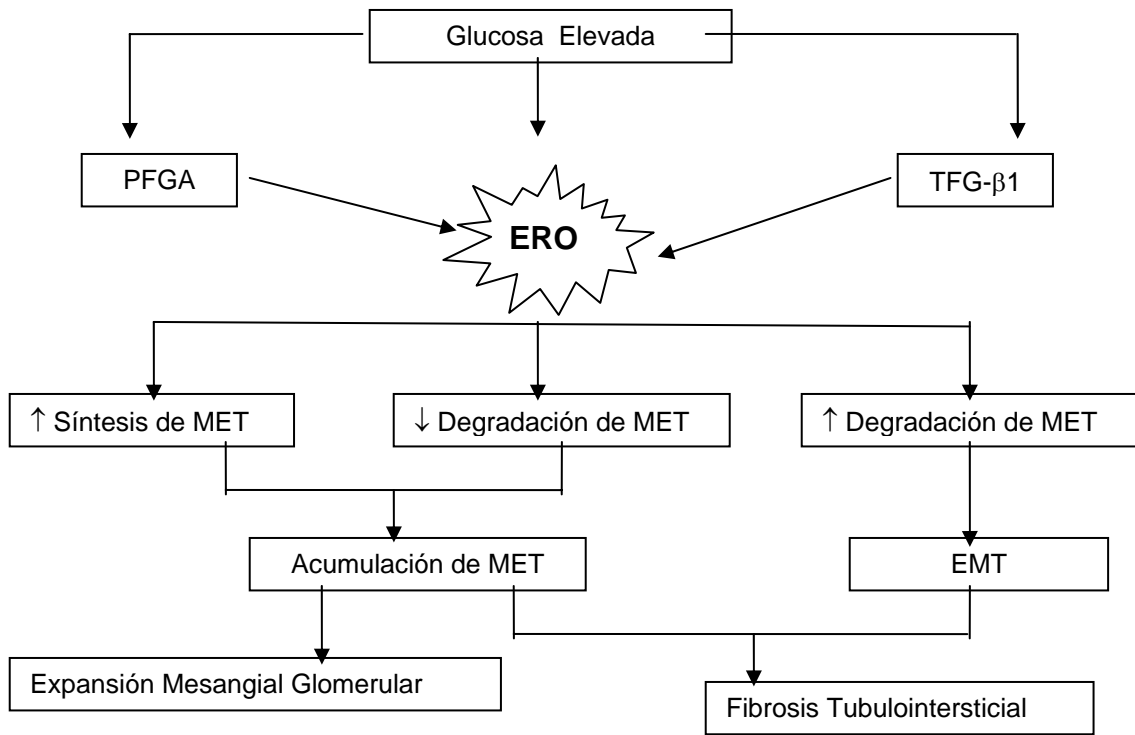 Glucosa Elevada
PFGA
TFG-β1
ERO
↑ Síntesis de MET
↓ Degradación de MET
↑ Degradación de MET
Acumulación de MET
EMT
Expansión Mesangial Glomerular
Fibrosis Tubulointersticial